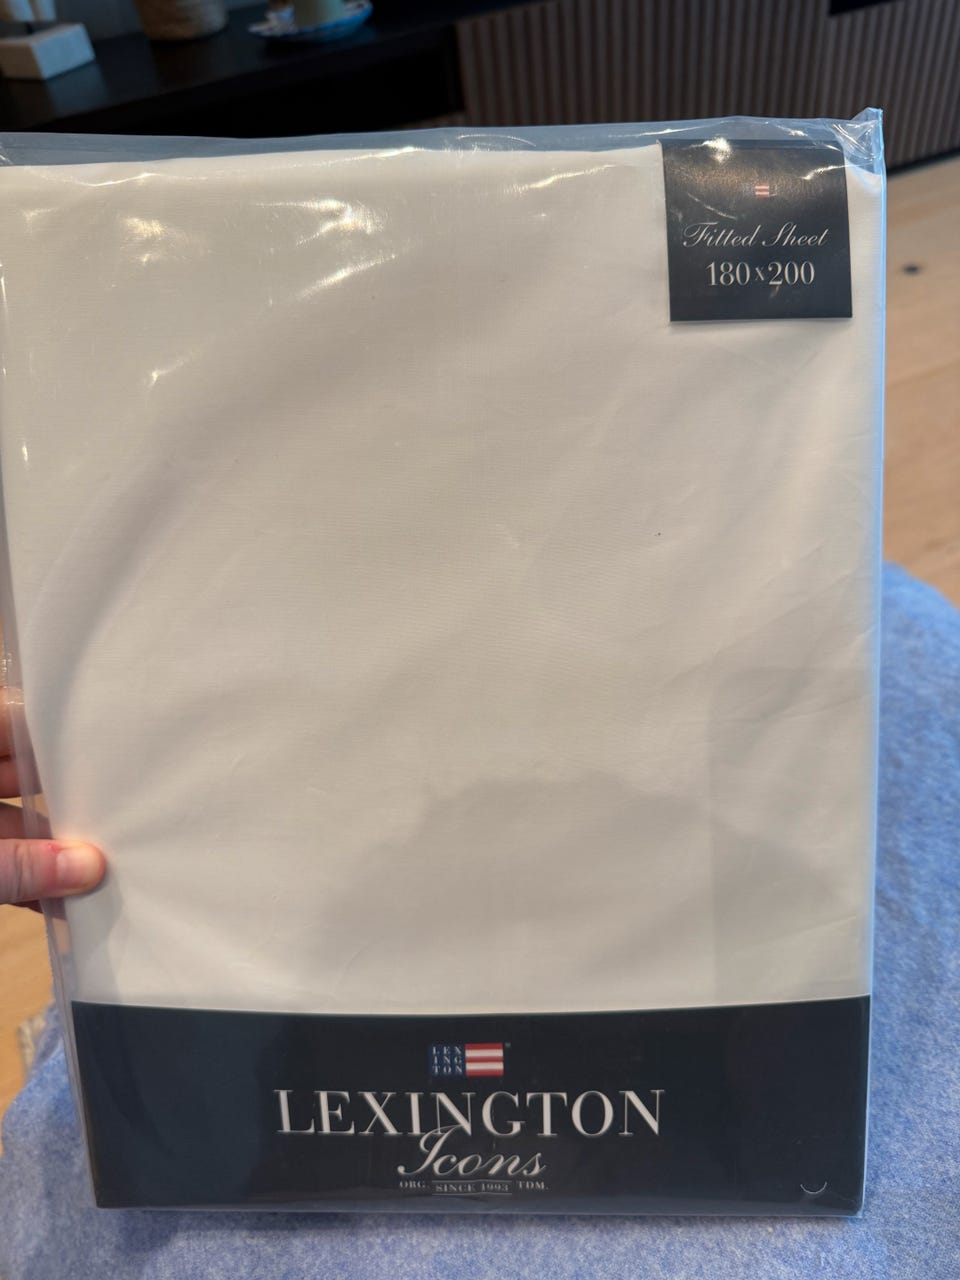 Fitted Sheet
180x200
LEX
ING
TON
LEXINGTON
Icons
ORG. SINCE 1993 TDM.